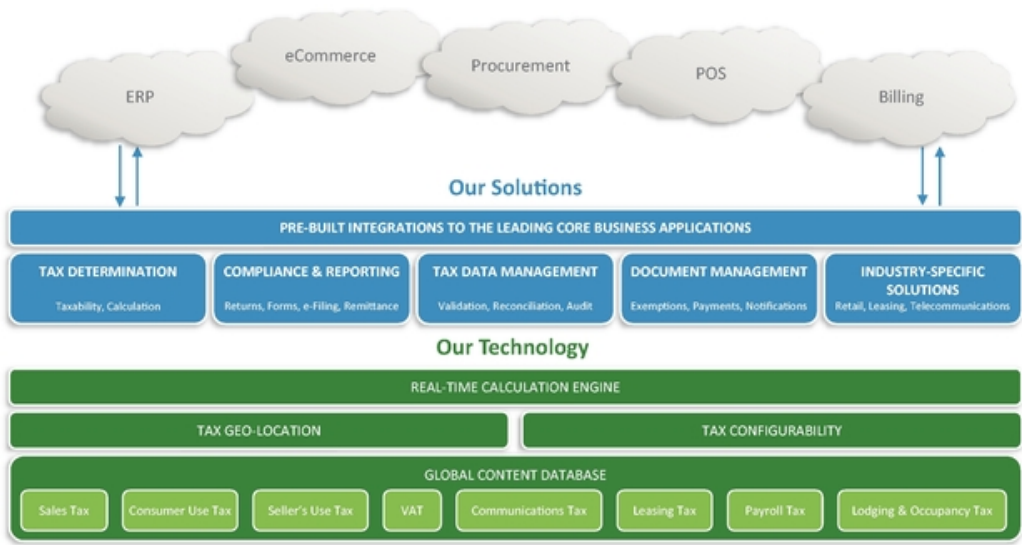 ERP
eCommerce
Procurement
POS
Billing
Our Solutions
PRE-BUILT INTEGRATIONS TO THE LEADING CORE BUSINESS APPLICATIONS
TAX DETERMINATION
Taxability, Calculation
COMPLIANCE & REPORTING
Returns, Forms, e-Filing, Remittance
TAX DATA MANAGEMENT
Validation, Reconciliation, Audit
DOCUMENT MANAGEMENT
Exemptions, Payments, Notifications
INDUSTRY-SPECIFIC
SOLUTIONS
Retail, Leasing, Telecommunications
Our Technology
REAL-TIME CALCULATION ENGINE
TAX GEO-LOCATION
TAX CONFIGURABILITY
GLOBAL CONTENT DATABASE
Sales Tax
Consumer Use Tax
Seller's Use Tax
VAT
Communications Tax
Leasing Tax
Payroll Tax
Lodging & Occupancy Tax